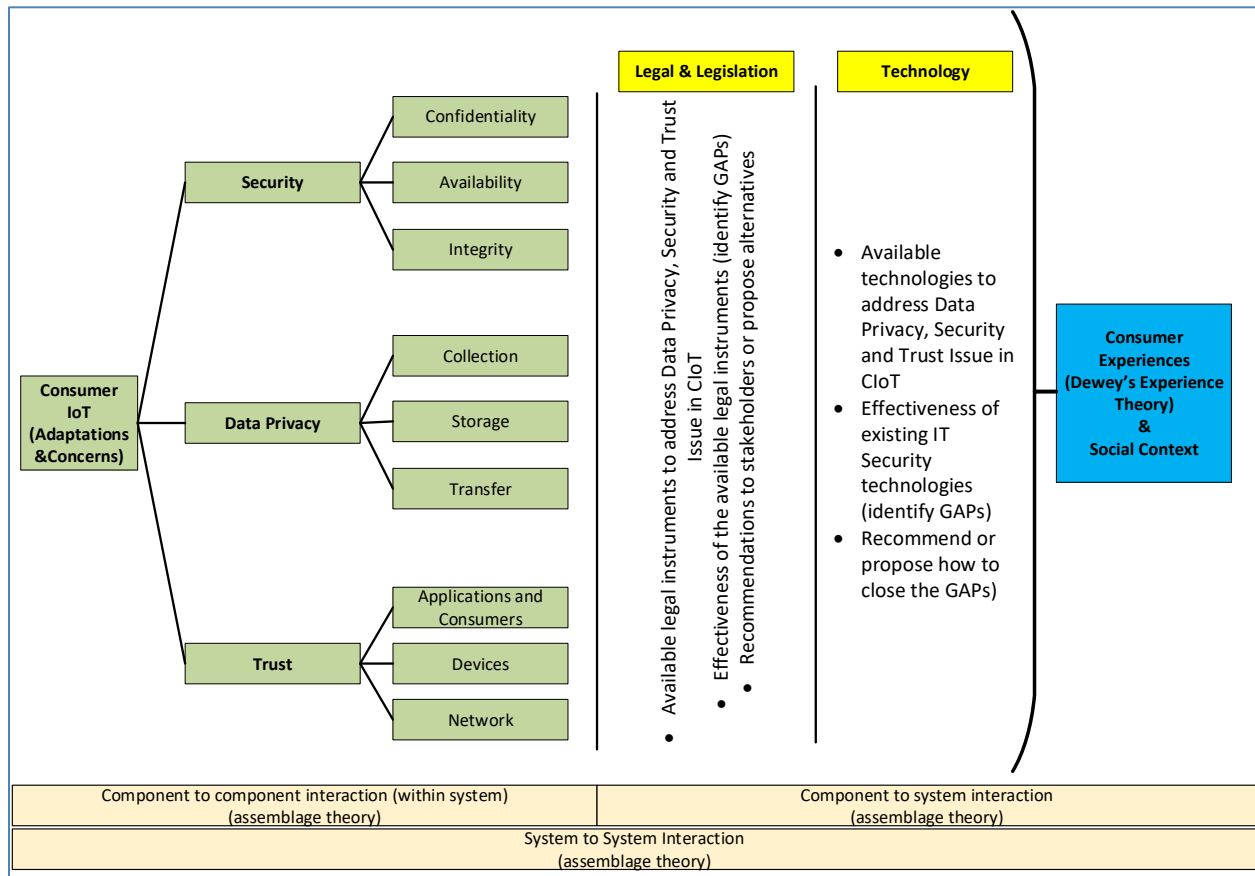 Consumer
IoT
(Adaptations
&Concerns)
Security
Confidentiality
Availability
Integrity
Data Privacy
Collection
Storage
Transfer
Trust
Applications and
Consumers
Devices
Network
Legal & Legislation
• Available legal instruments to address Data Privacy, Security and Trust
Issue in CIoT
• Effectiveness of the available legal instruments (identify GAPs)
• Recommendations to stakeholders or propose alternatives
Technology
• Available
technologies to
address Data
Privacy, Security
and Trust Issue in
CIoT
• Effectiveness of
existing IT
Security
technologies
(identify GAPs)
• Recommend or
propose how to
close the GAPs)
Consumer
Experiences
(Dewey’s Experience
Theory)
&
Social Context
Component to component interaction (within system)
(assemblage theory)
Component to system interaction
(assemblage theory)
System to System Interaction
(assemblage theory)